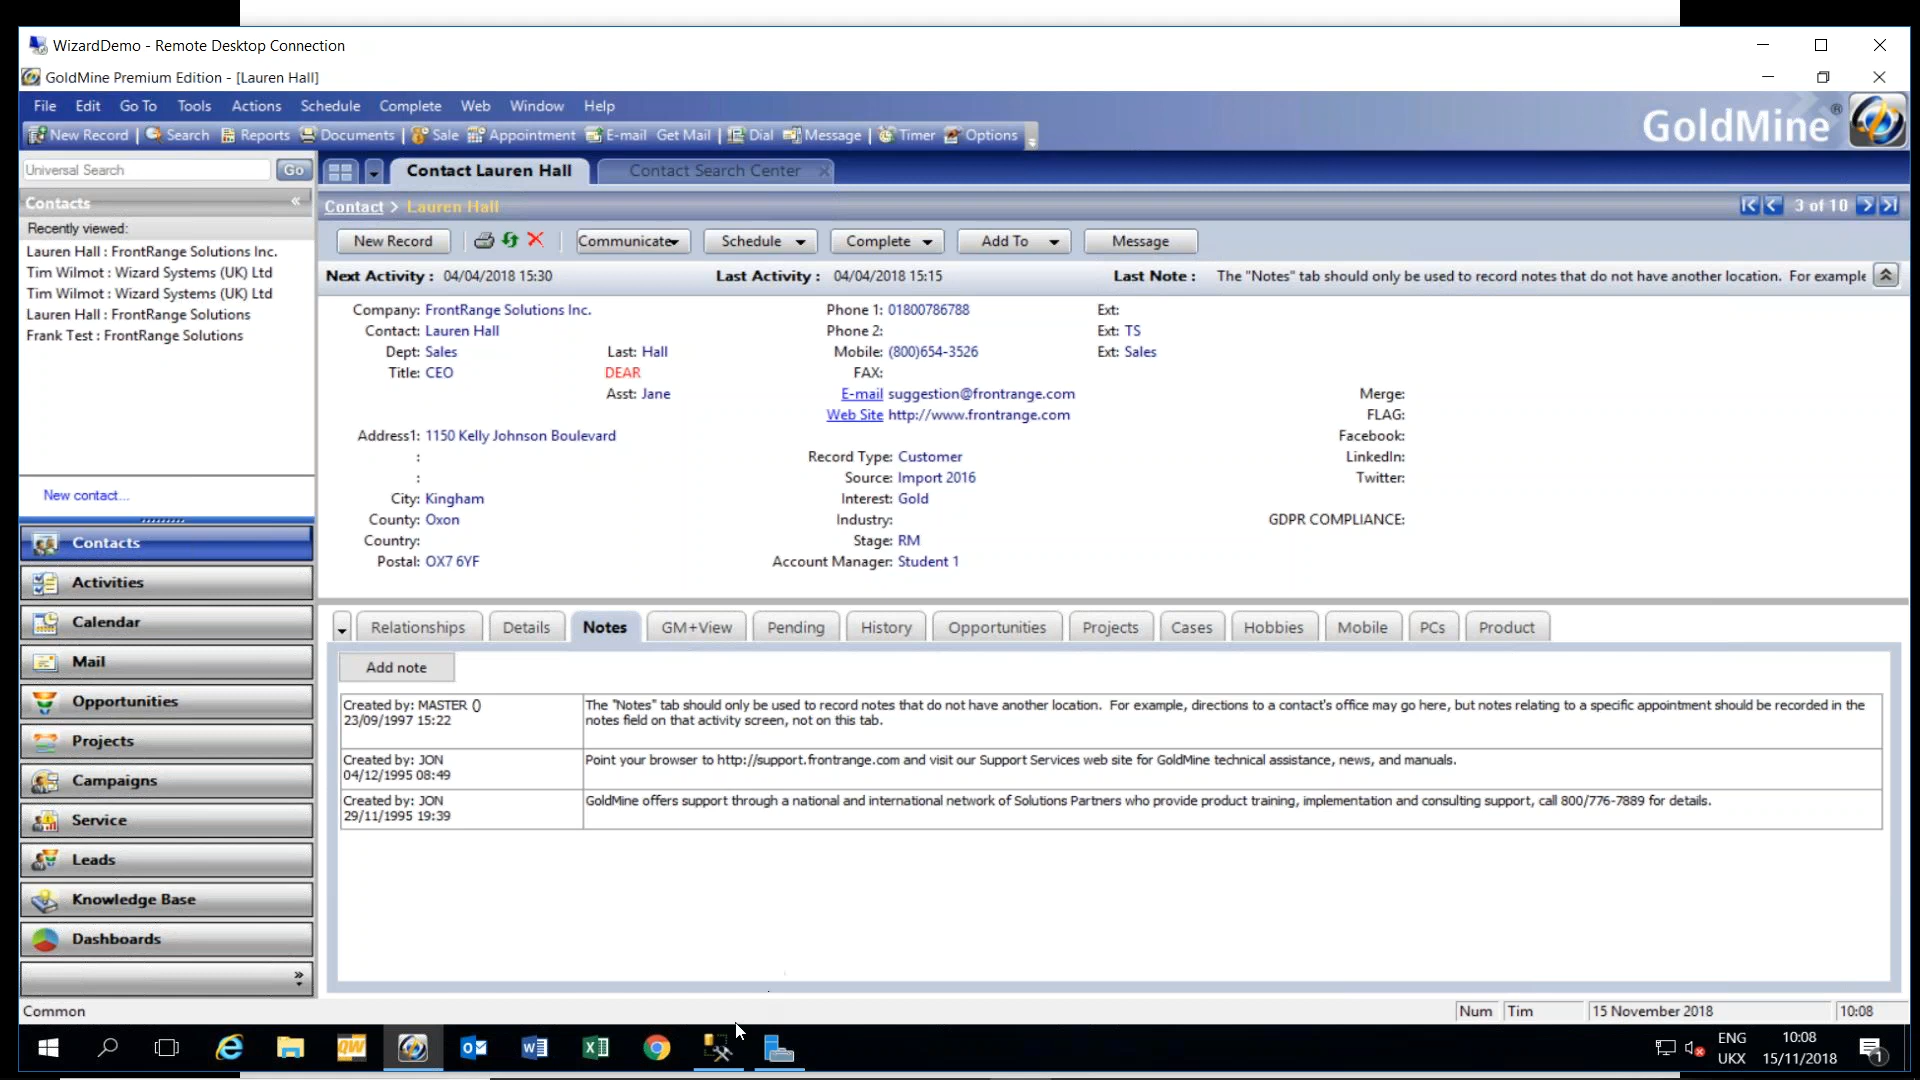 WizardDemo - Remote Desktop Connection
GoldMine Premium Edition - [Lauren Hall]
File Edit Go To Tools Actions Schedule Complete Web Window Help
New Record Search Reports Documents Sale Appointment E-mail Get Mail Dial Message Timer Options
GoldMine®
Universal Search Go
Contact Lauren Hall Contact Search Center
Contacts
Contact > Lauren Hall 3 of 10
Recently viewed:
Lauren Hall : FrontRange Solutions Inc.
Tim Wilmot : Wizard Systems (UK) Ltd
Tim Wilmot : Wizard Systems (UK) Ltd
Lauren Hall : FrontRange Solutions
Frank Test : FrontRange Solutions
New contact...
Contacts
Activities
Calendar
Mail
Opportunities
Projects
Campaigns
Service
Leads
Knowledge Base
Dashboards
New Record Communicate Schedule Complete Add To Message
Next Activity : 04/04/2018 15:30 Last Activity : 04/04/2018 15:15 Last Note : The "Notes" tab should only be used to record notes that do not have another location. For example
Company: FrontRange Solutions Inc. Phone 1: 01800786788 Ext:
Contact: Lauren Hall Phone 2: Ext: TS
Dept: Sales Last: Hall Mobile: (800)654-3526 Ext: Sales
Title: CEO DEAR FAX:
Asst: Jane E-mail suggestion@frontrange.com Merge:
Web Site http://www.frontrange.com FLAG:
Address1: 1150 Kelly Johnson Boulevard Facebook:
: Record Type: Customer LinkedIn:
: Source: Import 2016 Twitter:
City: Kingham Interest: Gold
County: Oxon Industry: GDPR COMPLIANCE:
Country: Stage: RM
Postal: OX7 6YF Account Manager: Student 1
Relationships Details Notes GM+View Pending History Opportunities Projects Cases Hobbies Mobile PCs Product
Add note
Created by: MASTER () The "Notes" tab should only be used to record notes that do not have another location. For example, directions to a contact's office may go here, but notes relating to a specific appointment should be recorded in the
23/09/1997 15:22 notes field on that activity screen, not on this tab.
Created by: JON Point your browser to http://support.frontrange.com and visit our Support Services web site for GoldMine technical assistance, news, and manuals.
04/12/1995 08:49
Created by: JON GoldMine offers support through a national and international network of Solutions Partners who provide product training, implementation and consulting support, call 800/776-7889 for details.
29/11/1995 19:39
Common Num Tim 15 November 2018 10:08
ENG 10:08
UKX 15/11/2018 1